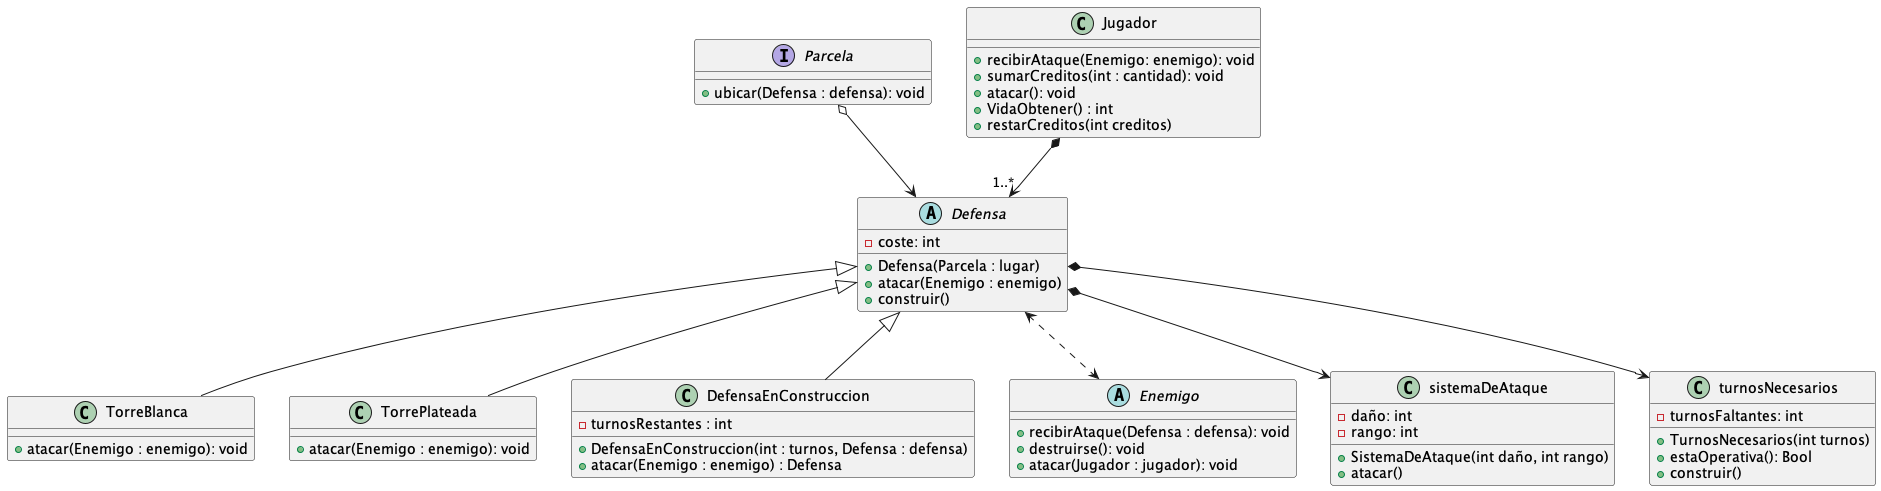 I Parcela
ubicar(Defensa : defensa): void
C Jugador
recibirAtaque(Enemigo: enemigo): void
sumarCreditos(int : cantidad): void
atacar(): void
VidaObtener() : int
restarCreditos(int creditos)
1..*
A Defensa
coste: int
Defensa(Parcela : lugar)
atacar(Enemigo : enemigo)
construir()
C TorreBlanca
atacar(Enemigo : enemigo): void
C TorrePlateada
atacar(Enemigo : enemigo): void
C DefensaEnConstruccion
turnosRestantes : int
DefensaEnConstruccion(int : turnos, Defensa : defensa)
atacar(Enemigo : enemigo) : Defensa
A Enemigo
recibirAtaque(Defensa : defensa): void
destruirse(): void
atacar(Jugador : jugador): void
C sistemaDeAtaque
daño: int
rango: int
SistemaDeAtaque(int daño, int rango)
atacar()
C turnosNecesarios
turnosFaltantes: int
TurnosNecesarios(int turnos)
estaOperativa(): Bool
construir()